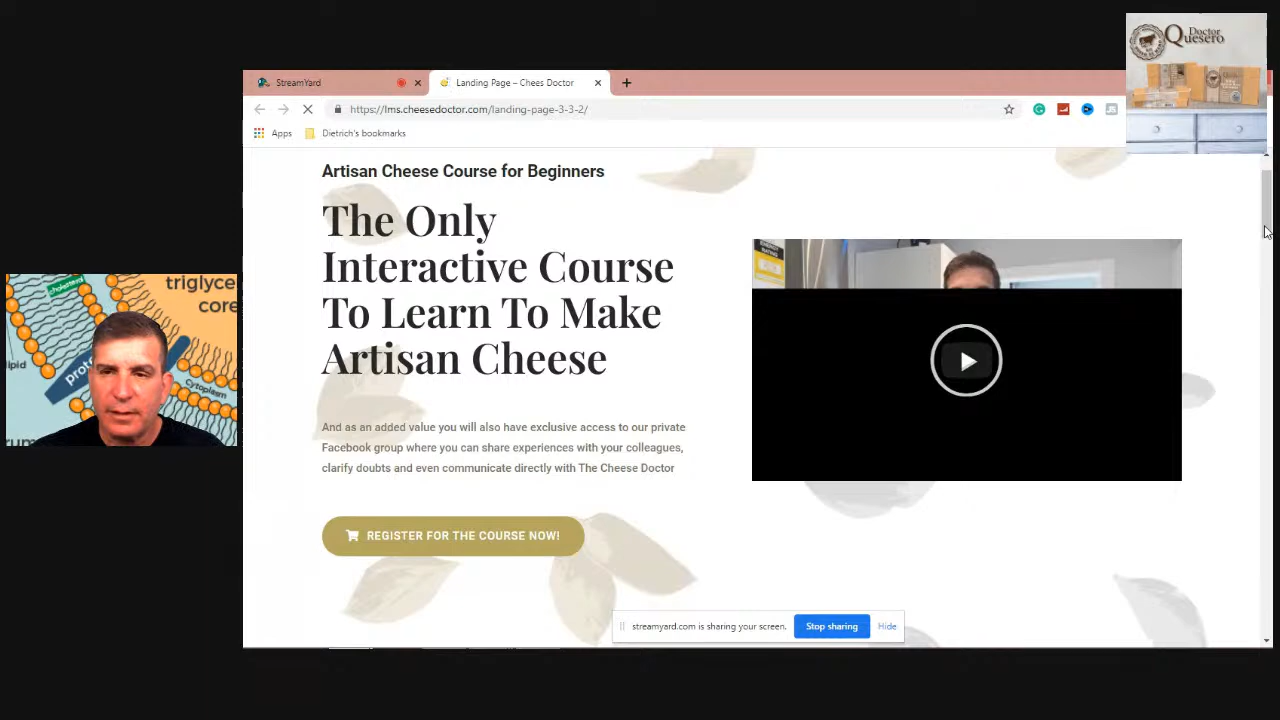 Doctor
Quesero
StreamYard
Landing Page – Chees Doctor
https://lms.cheesedoctor.com/landing-page-3-3-2/
Apps
Dietrich's bookmarks
Artisan Cheese Course for Beginners
The Only
Interactive Course
To Learn To Make
Artisan Cheese
And as an added value you will also have exclusive access to our private
Facebook group where you can share experiences with your colleagues,
clarify doubts and even communicate directly with The Cheese Doctor
REGISTER FOR THE COURSE NOW!
streamyard.com is sharing your screen.
Stop sharing
Hide
cholesterol
triglyce
core
lipid
prote
Cytoplasm